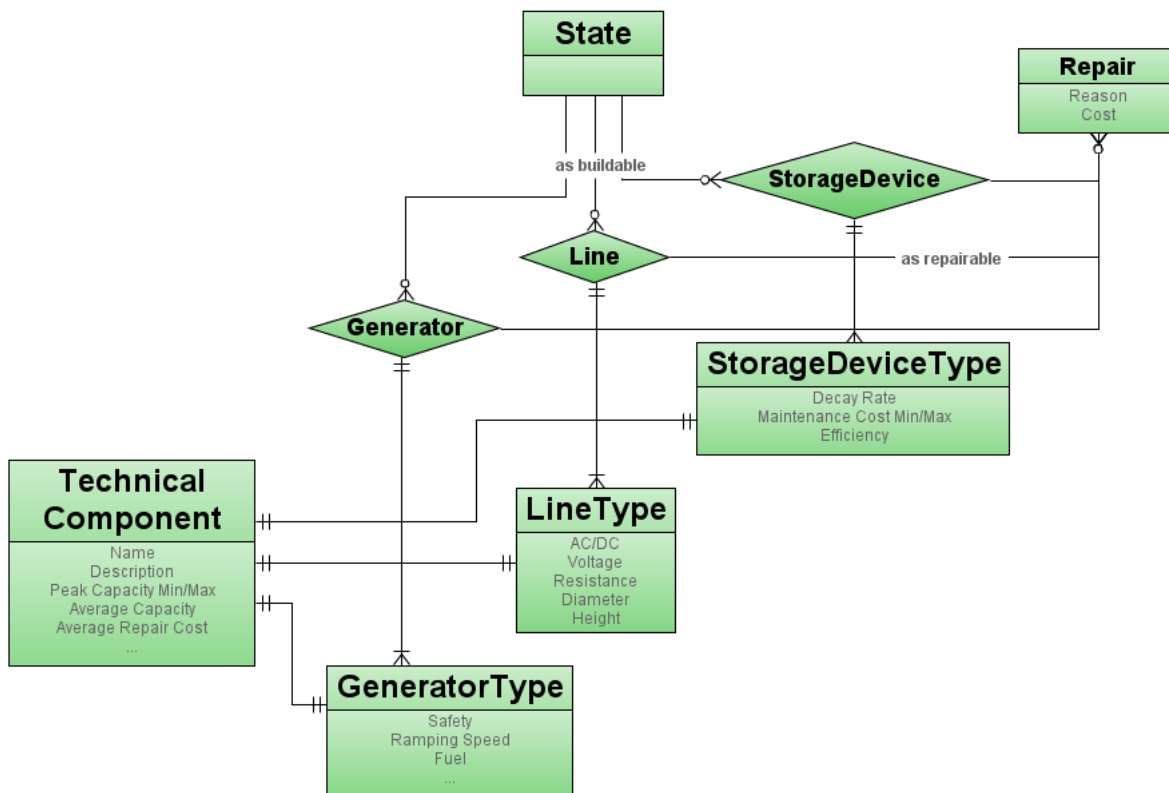 State
Repair
Reason
Cost
as buildable
StorageDevice
Line
as repairable
Generator
StorageDeviceType
Decay Rate
Maintenance Cost Min/Max
Efficiency
Technical
Component
Name
Description
Peak Capacity Min/Max
Average Capacity
Average Repair Cost
...
LineType
AC/DC
Voltage
Resistance
Diameter
Height
GeneratorType
Safety
Ramping Speed
Fuel
...